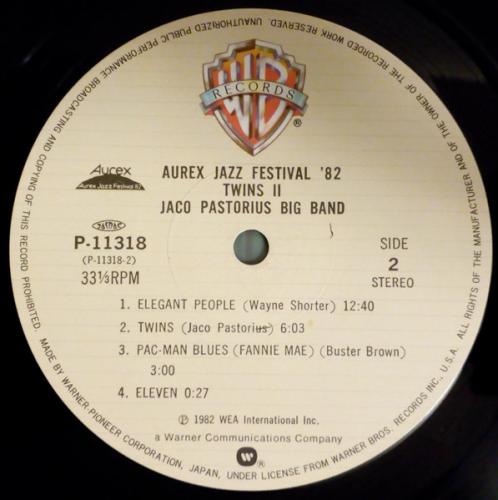 ALL RIGHTS OF THE MANUFACTURER AND OF THE OWNER OF THE RECORDED WORK RESERVED. UNAUTHORIZED PUBLIC PERFORMANCE BROADCASTING AND COPYING OF THIS RECORD PROHIBITED.
WB
RECORDS
®
Aurex
Aurex Jazz Festival 82
AUREX JAZZ FESTIVAL '82
TWINS II
JACO PASTORIUS BIG BAND
P-11318
(P-11318-2)
33⅓RPM
SIDE
2
STEREO
1. ELEGANT PEOPLE (Wayne Shorter) 12:40
2. TWINS (Jaco Pastorius) 6:03
3. PAC-MAN BLUES (FANNIE MAE) (Buster Brown)
3:00
4. ELEVEN 0:27
℗ 1982 WEA International Inc.
a Warner Communications Company
W®
MADE BY WARNER-PIONEER CORPORATION, JAPAN, UNDER LICENSE FROM WARNER BROS. RECORDS INC., U.S.A.